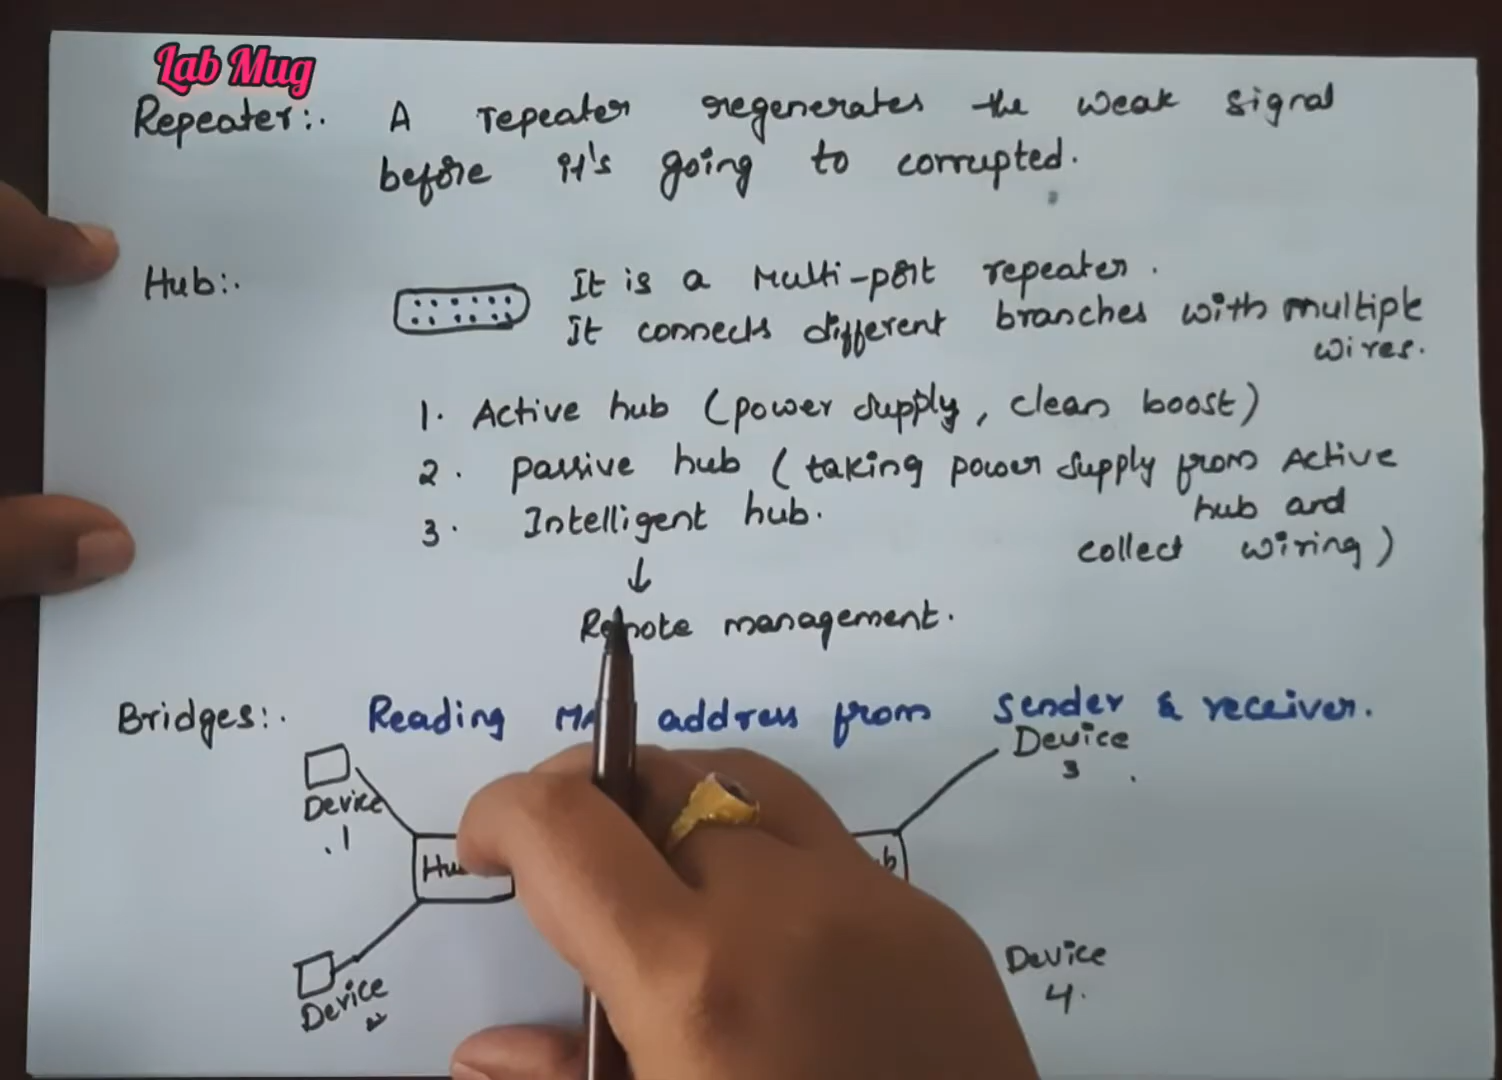 Lab Mug
Repeater:. A repeater regenerates the weak signal
before it's going to corrupted.
Hub:. It is a Multi-port repeater.
It connects different branches with multiple
wires.
1. Active hub (power supply, clean boost)
2. passive hub (taking power supply from Active
hub and
3. Intelligent hub.
collect wiring)
↓
Remote management.
Bridges:. Reading address from sender & receiver.
Device
3
Device
1
Device
Device
4.